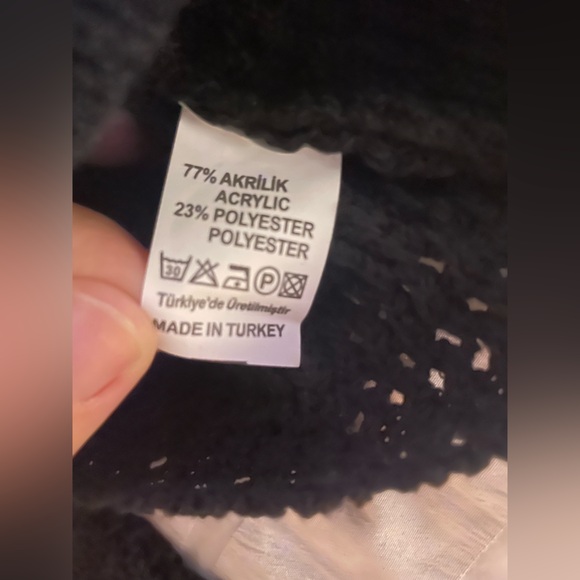 77% AKRİLİK
ACRYLIC
23% POLYESTER
POLYESTER
30 P
Türkiye'de Üretilmiştir
MADE IN TURKEY